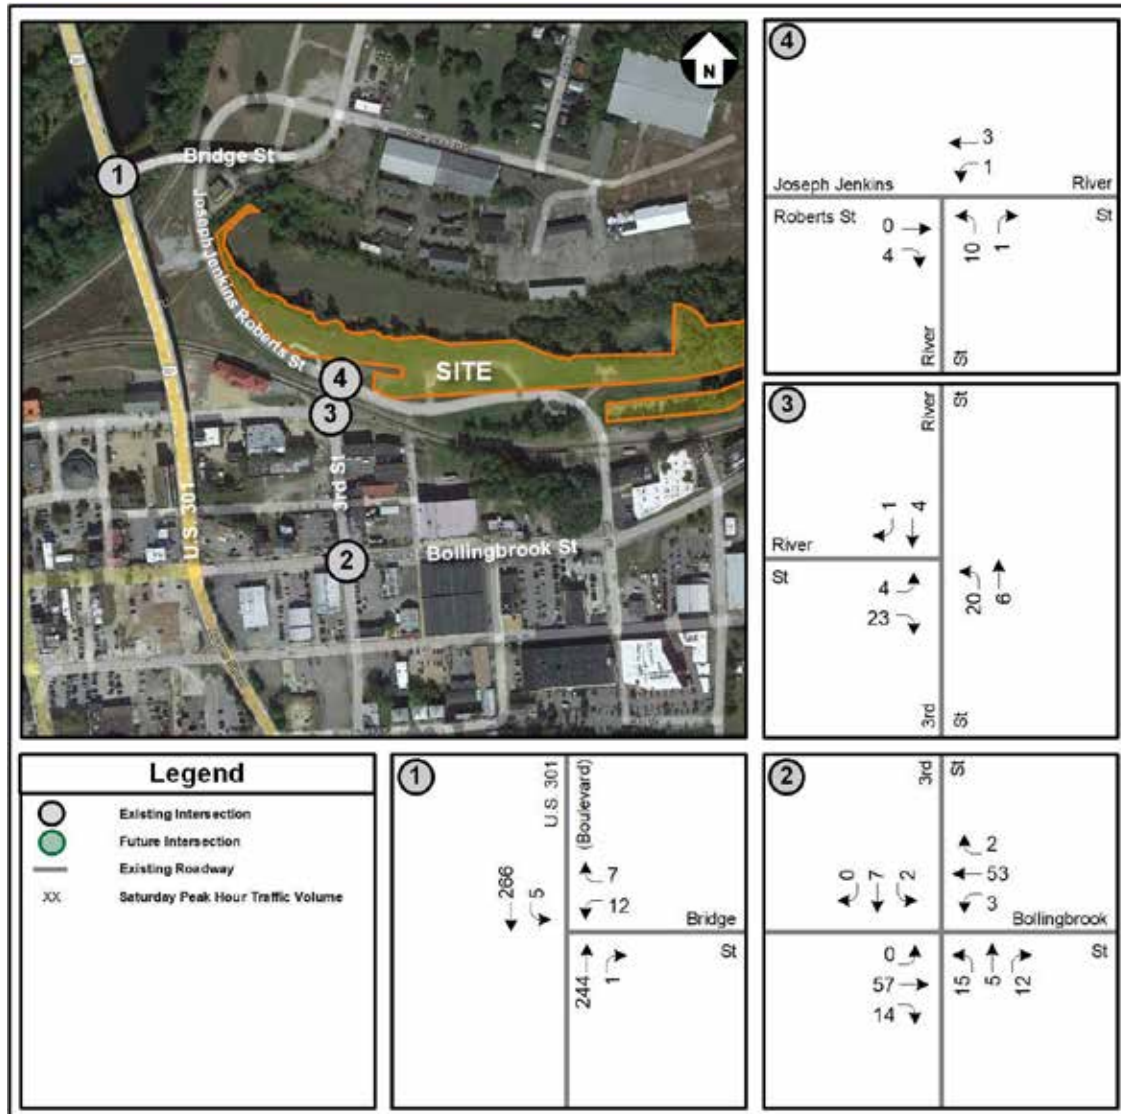 N
1
Bridge St
Joseph Jenkins Roberts St
SITE
4
3
3rd St
U.S. 301
2
Bollingbrook St
4
3
1
Joseph Jenkins
River
Roberts St
0
St
4
10
1
River
St
3
River
St
1
4
River
St
4
23
20
6
3rd
St
Legend
Existing Intersection
Future Intersection
Existing Roadway
XX Saturday Peak Hour Traffic Volume
1
U.S. 301
(Boulevard)
266
5
7
12
Bridge
St
244
1
2
3rd
St
2
0
7
2
53
3
Bollingbrook
0
St
57
14
15
5
12